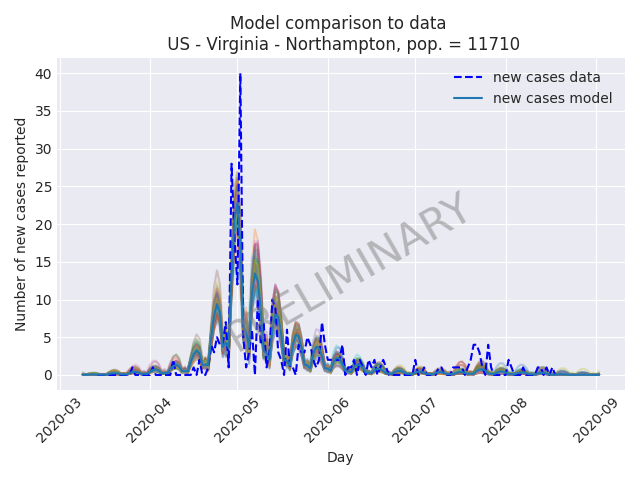 Model comparison to data
US - Virginia - Northampton, pop. = 11710
new cases data
new cases model
Number of new cases reported
40
35
30
25
20
15
10
5
0
PRELIMINARY
2020-03
2020-04
2020-05
2020-06
2020-07
2020-08
2020-09
Day